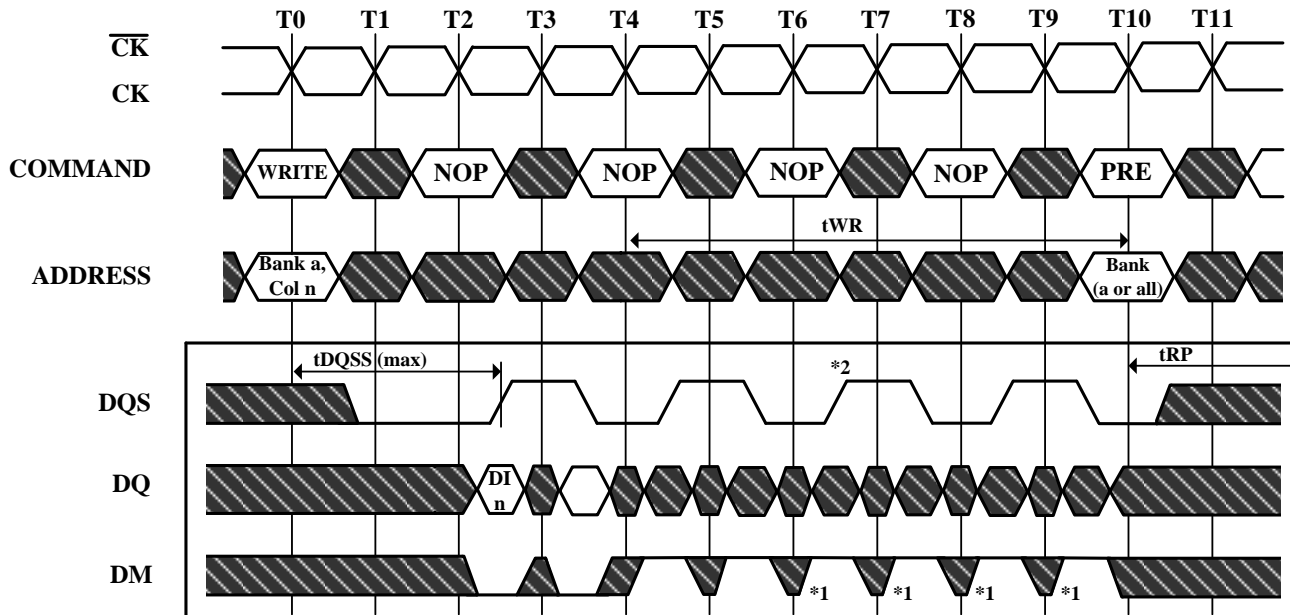 T0 T1 T2 T3 T4 T5 T6 T7 T8 T9 T10 T11
CK
CK
COMMAND WRITE NOP NOP NOP NOP PRE
tWR
ADDRESS Bank a, Col n Bank (a or all)
tDQSS (max) *2 tRP
DQS
DQ DI n
DM *1 *1 *1 *1